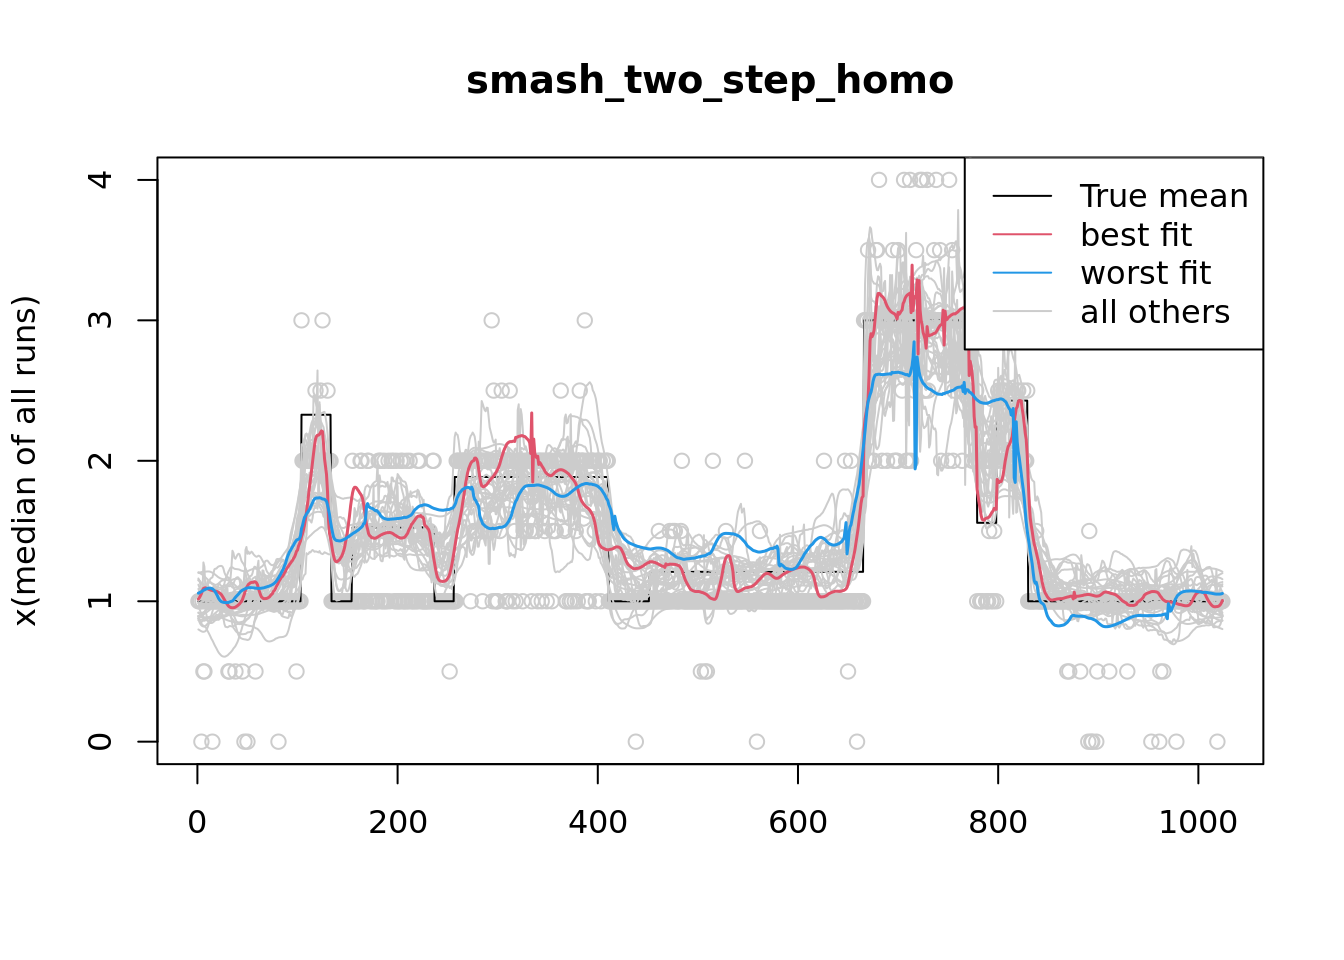 smash_two_step_homo
x(median of all runs)
4
3
2
1
0
True mean
best fit
worst fit
all others
0 200 400 600 800 1000